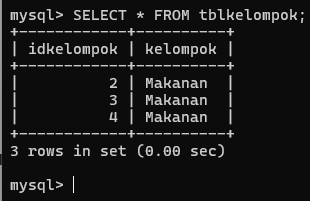 mysql> SELECT * FROM tblkelompok;
+------------+----------+
| idkelompok | kelompok |
+------------+----------+
|          2 | Makanan  |
|          3 | Makanan  |
|          4 | Makanan  |
+------------+----------+
3 rows in set (0.00 sec)
mysql>